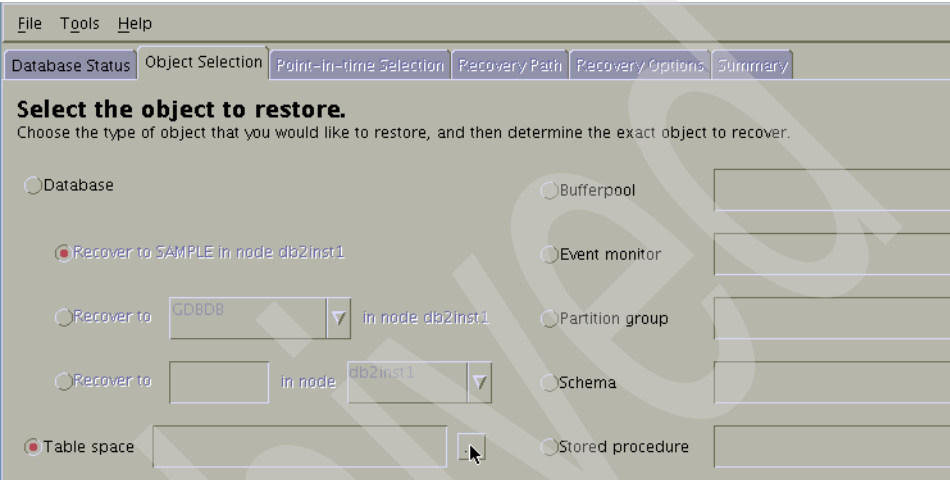 File Tools Help
Database Status Object Selection Point-in-time Selection Recovery Path Recovery Options Summary
Select the object to restore.
Choose the type of object that you would like to restore, and then determine the exact object to recover.
Database
Recover to SAMPLE in node db2inst1
Recover to GDBDB in node db2inst1
Recover to in node db2inst1
Table space
Bufferpool
Event monitor
Partition group
Schema
Stored procedure